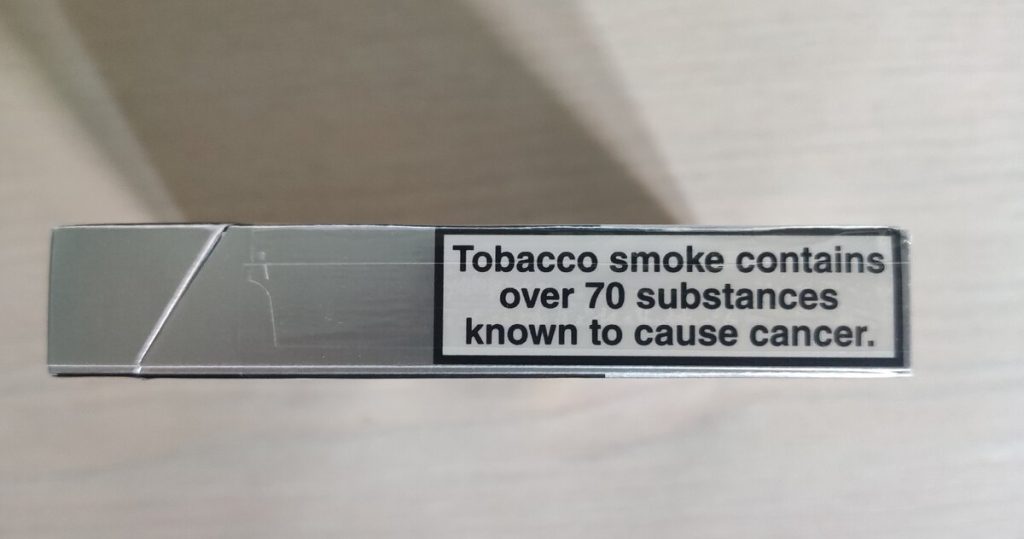 Tobacco smoke contains
over 70 substances
known to cause cancer.